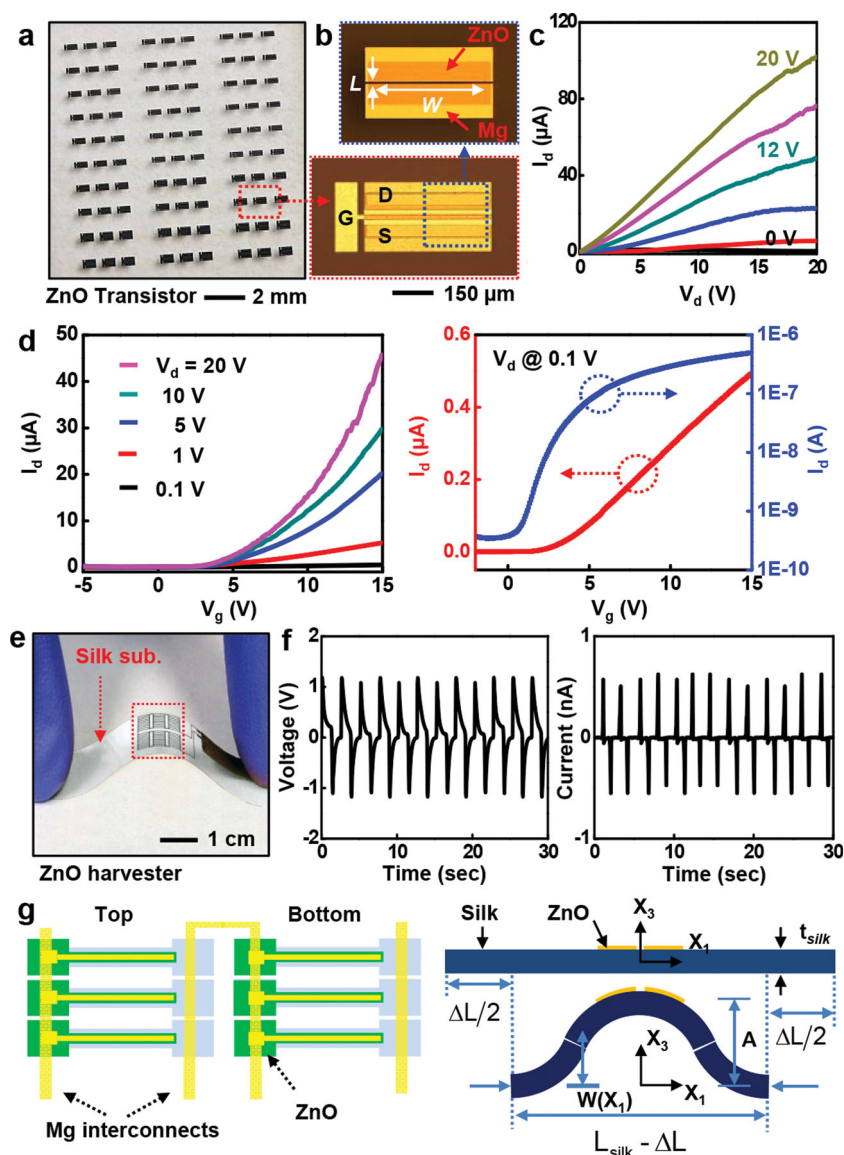 a
b
ZnO
L
W
Mg
G
D
S
ZnO Transistor
2 mm
150 µm
c
I_d (µA)
120
80
40
0
20 V
12 V
0 V
0 5 10 15 20
V_d (V)
d
I_d (µA)
50
40
30
20
10
0
V_d = 20 V
10 V
5 V
1 V
0.1 V
-5 0 5 10 15
V_g (V)
I_d (µA)
0.6
0.4
0.2
0.0
V_d @ 0.1 V
1E-6
1E-7
1E-8
1E-9
1E-10
I_d (A)
0 5 10 15
V_g (V)
e
Silk sub.
1 cm
ZnO harvester
f
Voltage (V)
2
1
0
-1
-2
0 10 20 30
Time (sec)
Current (nA)
1
0
-1
0 10 20 30
Time (sec)
g
Top
Bottom
Mg interconnects
ZnO
Silk
ZnO
X_3
X_1
t_silk
ΔL/2
ΔL/2
X_3
A
W(X_1)
X_1
L_silk - ΔL